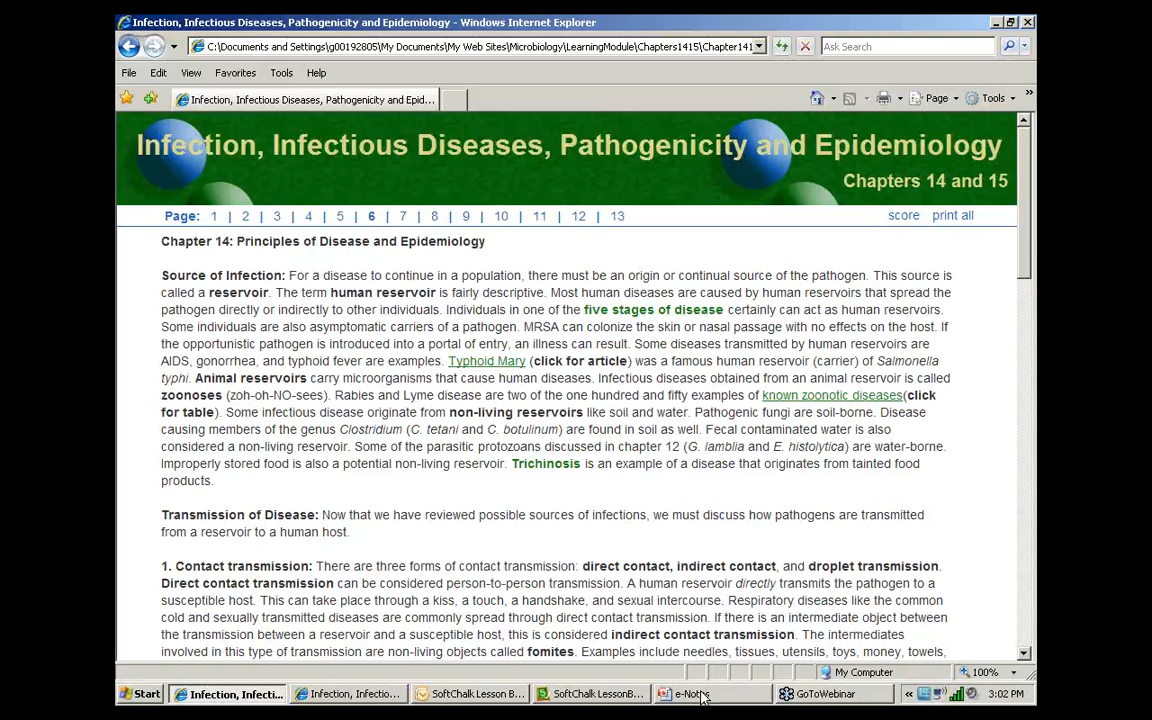 Infection, Infectious Diseases, Pathogenicity and Epidemiology - Windows Internet Explorer
C:\Documents and Settings\g00192805\My Documents\My Web Sites\Microbiology\LearningModule\Chapters1415\Chapter141
Ask Search
File Edit View Favorites Tools Help
Infection, Infectious Diseases, Pathogenicity and Epid...
Page Tools »
Infection, Infectious Diseases, Pathogenicity and Epidemiology
Chapters 14 and 15
Page: 1 | 2 | 3 | 4 | 5 | 6 | 7 | 8 | 9 | 10 | 11 | 12 | 13 score print all
Chapter 14: Principles of Disease and Epidemiology
Source of Infection: For a disease to continue in a population, there must be an origin or continual source of the pathogen. This source is
called a reservoir. The term human reservoir is fairly descriptive. Most human diseases are caused by human reservoirs that spread the
pathogen directly or indirectly to other individuals. Individuals in one of the five stages of disease certainly can act as human reservoirs.
Some individuals are also asymptomatic carriers of a pathogen. MRSA can colonize the skin or nasal passage with no effects on the host. If
the opportunistic pathogen is introduced into a portal of entry, an illness can result. Some diseases transmitted by human reservoirs are
AIDS, gonorrhea, and typhoid fever are examples. Typhoid Mary (click for article) was a famous human reservoir (carrier) of Salmonella
typhi. Animal reservoirs carry microorganisms that cause human diseases. Infectious diseases obtained from an animal reservoir is called
zoonoses (zoh-oh-NO-sees). Rabies and Lyme disease are two of the one hundred and fifty examples of known zoonotic diseases(click
for table). Some infectious disease originate from non-living reservoirs like soil and water. Pathogenic fungi are soil-borne. Disease
causing members of the genus Clostridium (C. tetani and C. botulinum) are found in soil as well. Fecal contaminated water is also
considered a non-living reservoir. Some of the parasitic protozoans discussed in chapter 12 (G. lamblia and E. histolytica) are water-borne.
Improperly stored food is also a potential non-living reservoir. Trichinosis is an example of a disease that originates from tainted food
products.
Transmission of Disease: Now that we have reviewed possible sources of infections, we must discuss how pathogens are transmitted
from a reservoir to a human host.
1. Contact transmission: There are three forms of contact transmission: direct contact, indirect contact, and droplet transmission.
Direct contact transmission can be considered person-to-person transmission. A human reservoir directly transmits the pathogen to a
susceptible host. This can take place through a kiss, a touch, a handshake, and sexual intercourse. Respiratory diseases like the common
cold and sexually transmitted diseases are commonly spread through direct contact transmission. If there is an intermediate object between
the transmission between a reservoir and a susceptible host, this is considered indirect contact transmission. The intermediates
involved in this type of transmission are non-living objects called fomites. Examples include needles, tissues, utensils, toys, money, towels,
My Computer 100%
Start Infection, Infecti... Infection, Infectio... SoftChalk Lesson B... SoftChalk LessonB... e-Notes GoToWebinar « 3:02 PM